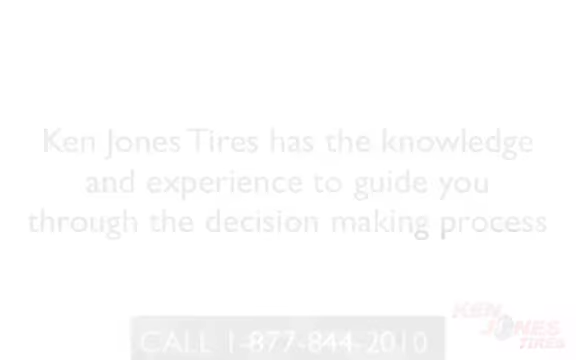 Ken Jones Tires has the knowledge
and experience to guide you
through the decision making process
CALL 1-877-844-2010
KEN
JONES
TIRES